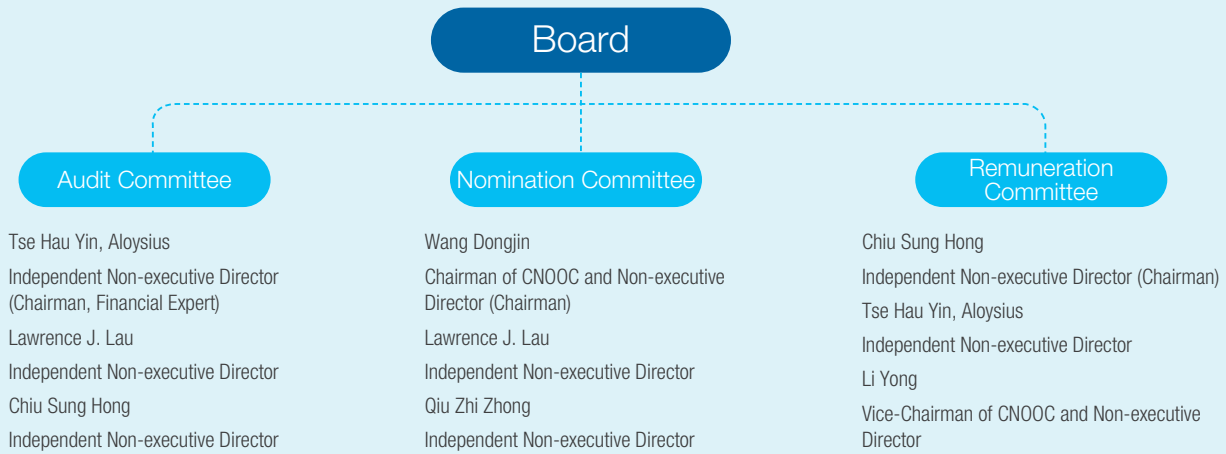 Board
Audit Committee
Tse Hau Yin, Aloysius
Independent Non-executive Director
(Chairman, Financial Expert)
Lawrence J. Lau
Independent Non-executive Director
Chiu Sung Hong
Independent Non-executive Director
Nomination Committee
Wang Dongjin
Chairman of CNOOC and Non-executive
Director (Chairman)
Lawrence J. Lau
Independent Non-executive Director
Qiu Zhi Zhong
Independent Non-executive Director
Remuneration
Committee
Chiu Sung Hong
Independent Non-executive Director (Chairman)
Tse Hau Yin, Aloysius
Independent Non-executive Director
Li Yong
Vice-Chairman of CNOOC and Non-executive
Director